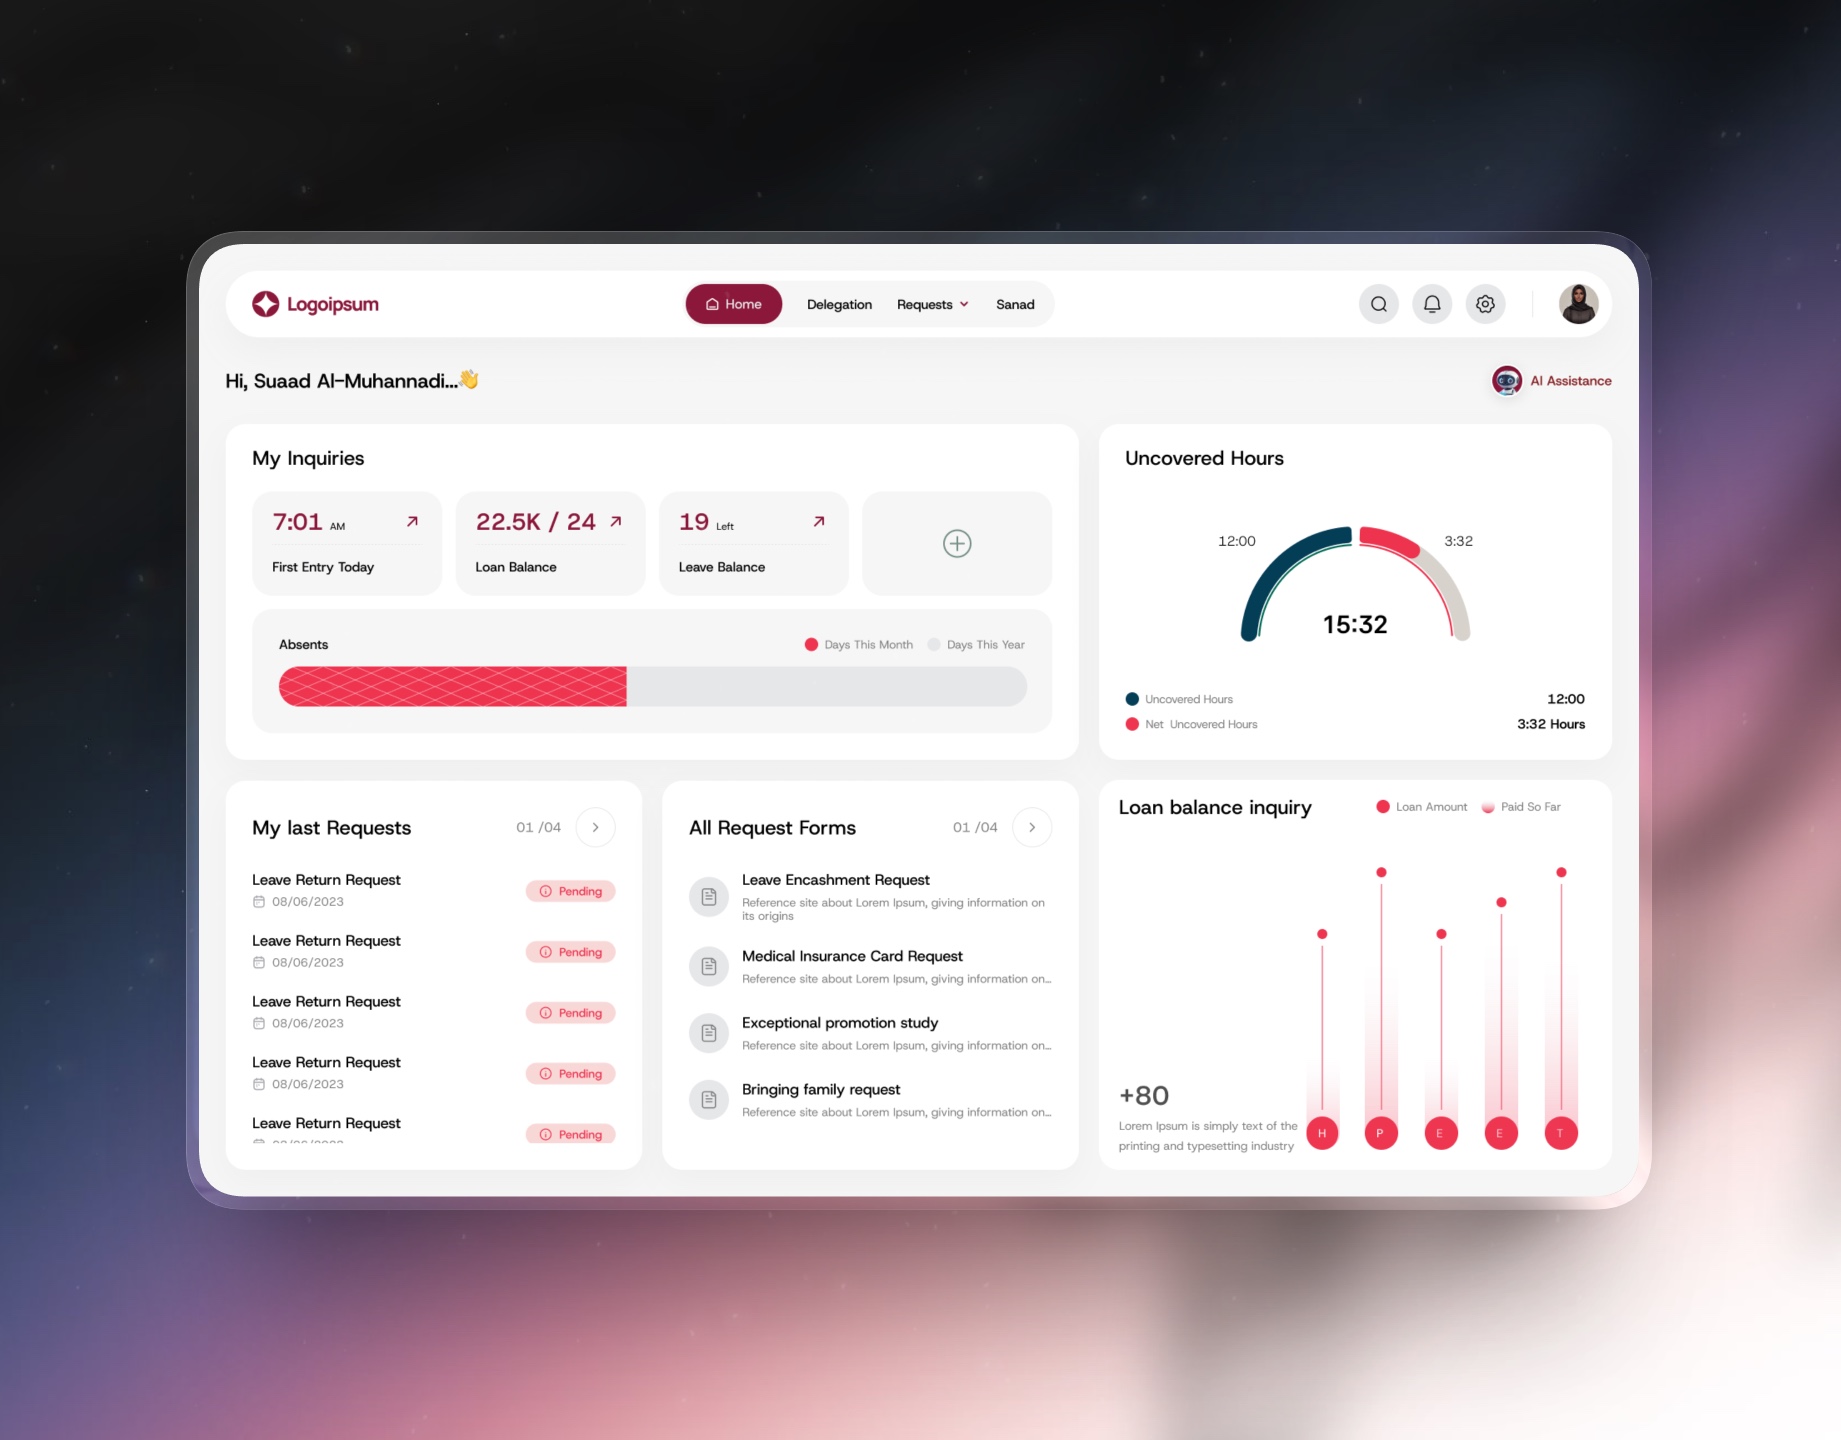 Logoipsum
Home
Delegation
Requests
Sanad
Hi, Suaad Al-Muhannadi...👋
AI Assistance
My Inquiries
7:01 AM
First Entry Today
22.5K / 24
Loan Balance
19 Left
Leave Balance
Absents
Days This Month
Days This Year
Uncovered Hours
12:00
3:32
15:32
Uncovered Hours
12:00
Net Uncovered Hours
3:32 Hours
My last Requests
01 /04
Leave Return Request
08/06/2023
Pending
Leave Return Request
08/06/2023
Pending
Leave Return Request
08/06/2023
Pending
Leave Return Request
08/06/2023
Pending
Leave Return Request
Pending
All Request Forms
01 /04
Leave Encashment Request
Reference site about Lorem Ipsum, giving information on
its origins
Medical Insurance Card Request
Reference site about Lorem Ipsum, giving information on...
Exceptional promotion study
Reference site about Lorem Ipsum, giving information on...
Bringing family request
Reference site about Lorem Ipsum, giving information on...
Loan balance inquiry
Loan Amount
Paid So Far
+80
Lorem Ipsum is simply text of the
printing and typesetting industry
H
P
E
E
T